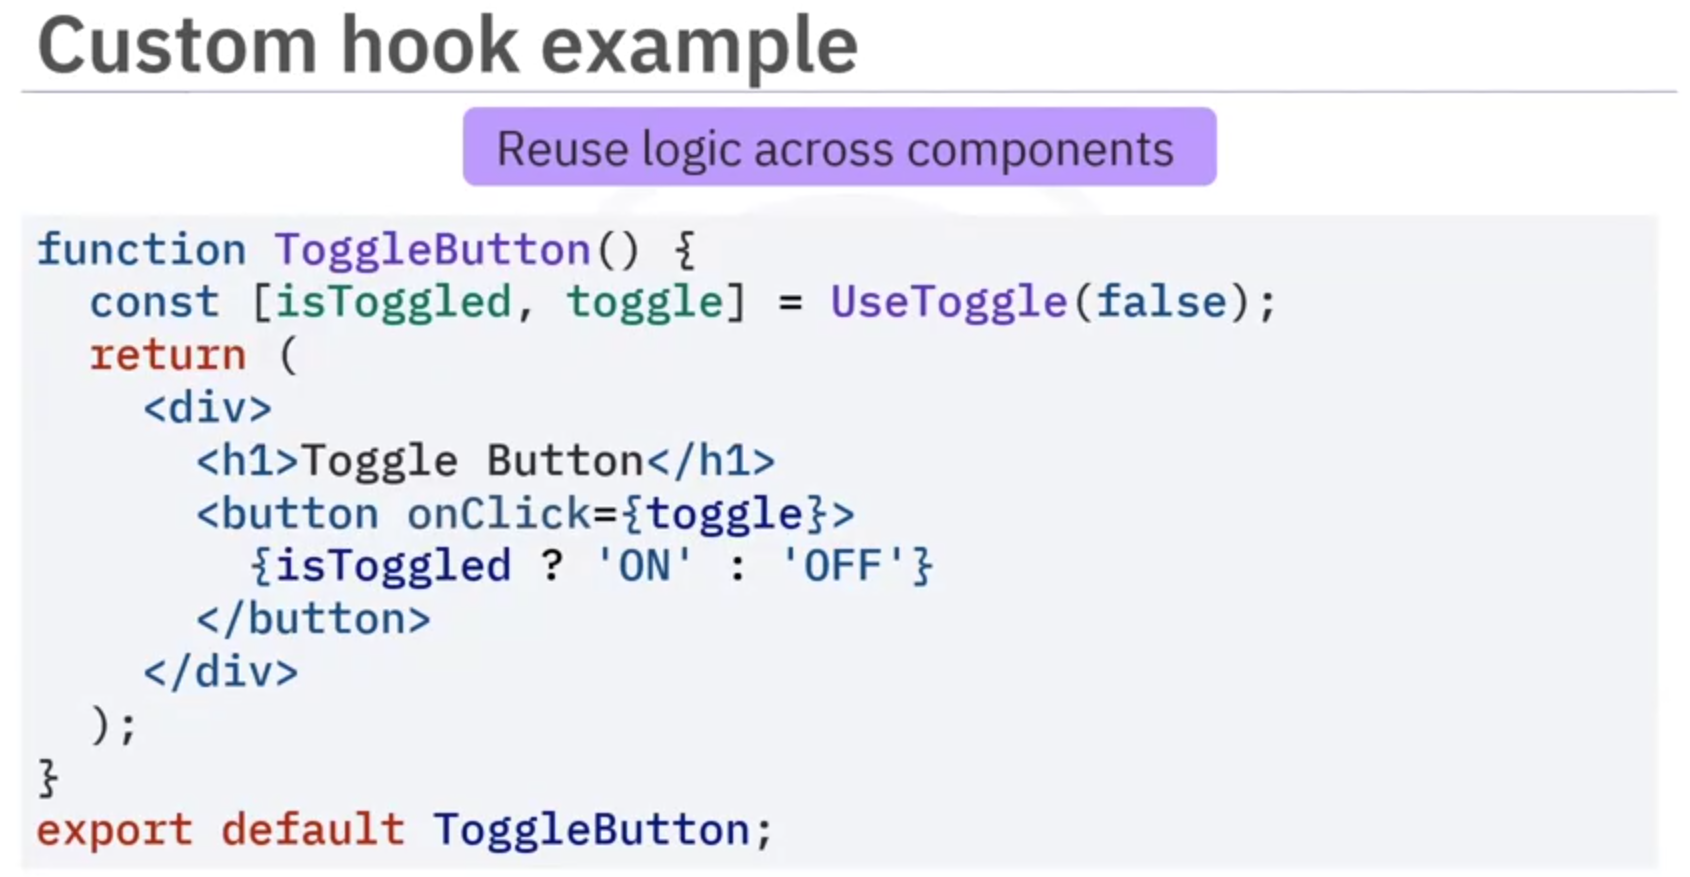 Custom hook example
Reuse logic across components
function ToggleButton() {
  const [isToggled, toggle] = UseToggle(false);
  return (
    <div>
      <h1>Toggle Button</h1>
      <button onClick={toggle}>
        {isToggled ? 'ON' : 'OFF'}
      </button>
    </div>
  );
}
export default ToggleButton;